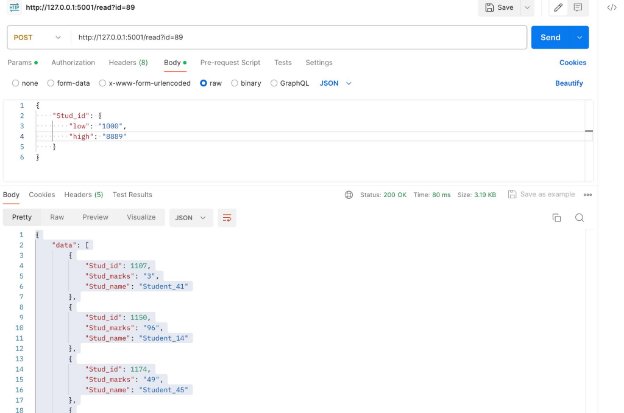 HTTP http://127.0.0.1:5001/read?id=89 Save
POST http://127.0.0.1:5001/read?id=89 Send
Params Authorization Headers (8) Body Pre-request Script Tests Settings Cookies
none form-data x-www-form-urlencoded raw binary GraphQL JSON Beautify
1 {
2 "Stud_id": {
3 "low": "1000",
4 "high": "8889"
5 }
6 }
Body Cookies Headers (5) Test Results Status: 200 OK Time: 80 ms Size: 3.19 KB Save as example
Pretty Raw Preview Visualize JSON
1 {
2 "data": [
3 {
4 "Stud_id": 1107,
5 "Stud_marks": "3",
6 "Stud_name": "Student_41"
7 },
8 {
9 "Stud_id": 1150,
10 "Stud_marks": "96",
11 "Stud_name": "Student_14"
12 },
13 {
14 "Stud_id": 1174,
15 "Stud_marks": "49",
16 "Stud_name": "Student_45"
17 },
18 {